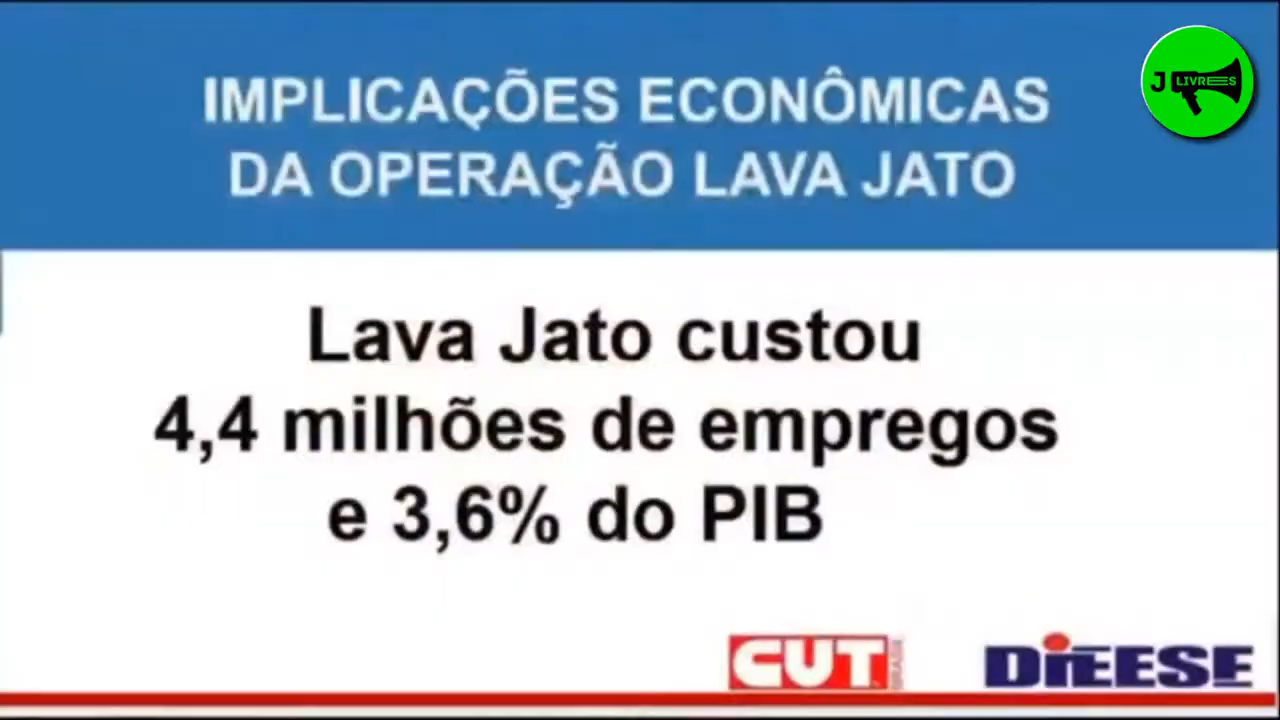 IMPLICAÇÕES ECONÔMICAS
DA OPERAÇÃO LAVA JATO
J LIVRES
Lava Jato custou
4,4 milhões de empregos
e 3,6% do PIB
CUT BRASIL
DIEESE